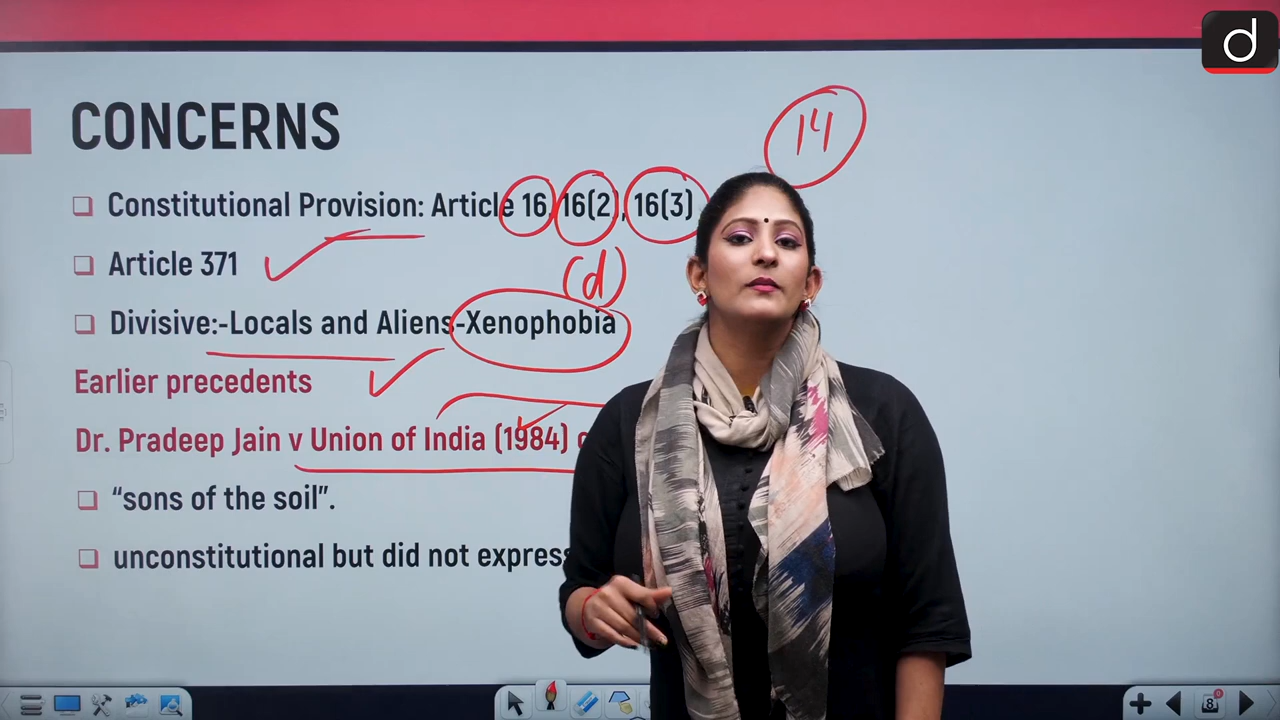 d
CONCERNS
14
Constitutional Provision: Article 16, 16(2), 16(3)
Article 371
(d)
Divisive:-Locals and Aliens-Xenophobia
Earlier precedents
Dr. Pradeep Jain v Union of India (1984)
“sons of the soil”.
unconstitutional but did not express
8